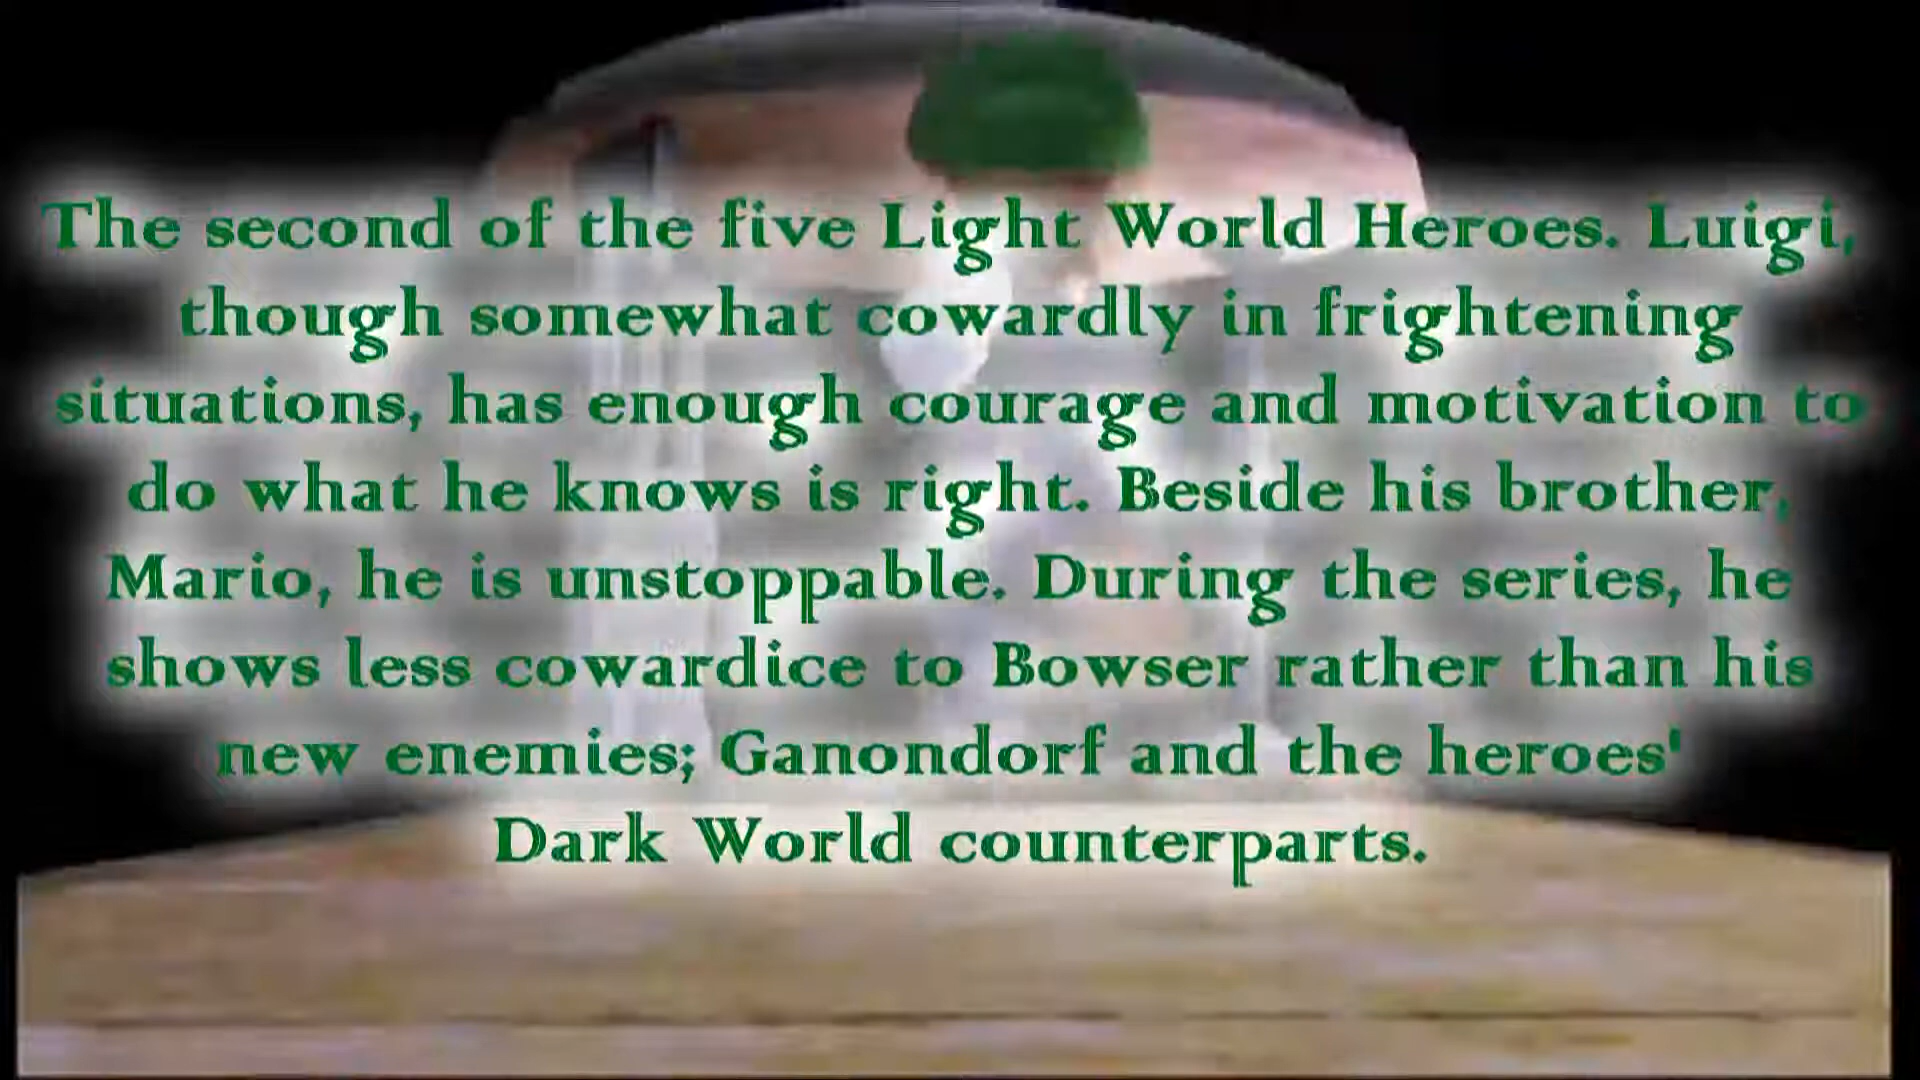 The second of the five Light World Heroes. Luigi,
though somewhat cowardly in frightening
situations, has enough courage and motivation to
do what he knows is right. Beside his brother,
Mario, he is unstoppable. During the series, he
shows less cowardice to Bowser rather than his
new enemies; Ganondorf and the heroes'
Dark World counterparts.